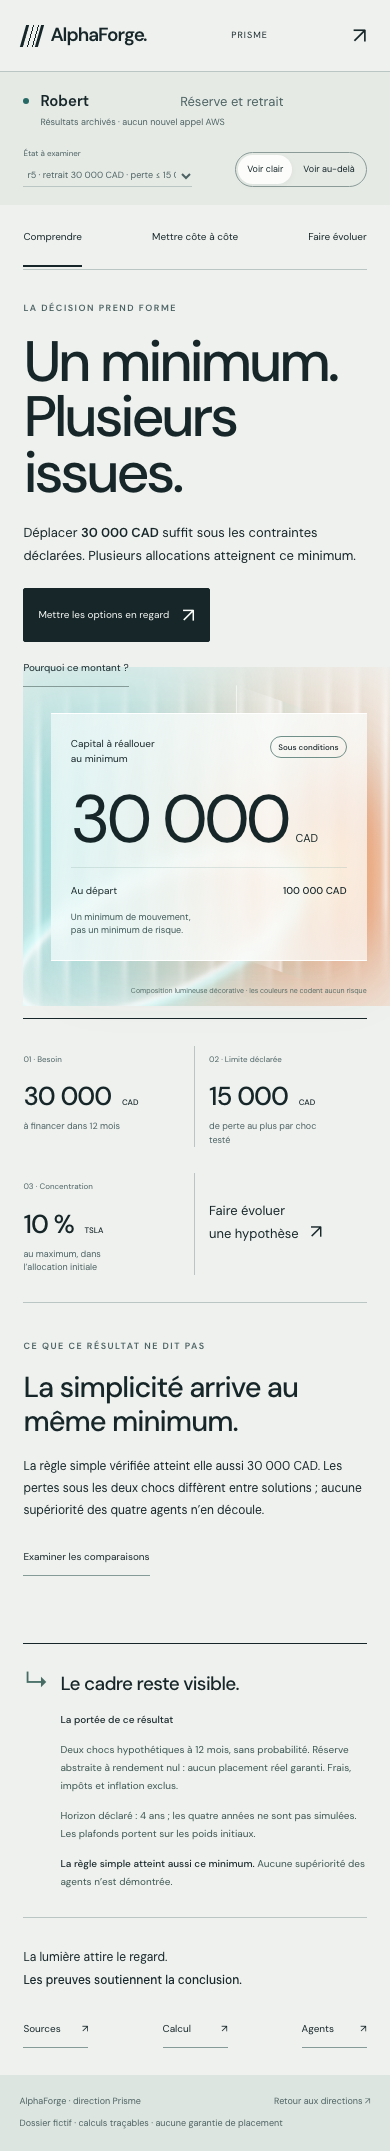 AlphaForge.
PRISME
Robert
Réserve et retrait
Résultats archivés · aucun nouvel appel AWS
État à examiner
r5 · retrait 30 000 CAD · perte ≤ 15
Voir clair
Voir au-delà
Comprendre
Mettre côte à côte
Faire évoluer
LA DÉCISION PREND FORME
Un minimum.
Plusieurs
issues.
Déplacer 30 000 CAD suffit sous les contraintes
déclarées. Plusieurs allocations atteignent ce minimum.
Mettre les options en regard
Pourquoi ce montant ?
Capital à réallouer
au minimum
Sous conditions
30 000 CAD
Au départ
100 000 CAD
Un minimum de mouvement,
pas un minimum de risque.
Composition lumineuse décorative · les couleurs ne codent aucun risque
01 · Besoin
30 000 CAD
à financer dans 12 mois
02 · Limite déclarée
15 000 CAD
de perte au plus par choc
testé
03 · Concentration
10 % TSLA
au maximum, dans
l'allocation initiale
Faire évoluer
une hypothèse
CE QUE CE RÉSULTAT NE DIT PAS
La simplicité arrive au
même minimum.
La règle simple vérifiée atteint elle aussi 30 000 CAD. Les
pertes sous les deux chocs diffèrent entre solutions ; aucune
supériorité des quatre agents n'en découle.
Examiner les comparaisons
Le cadre reste visible.
La portée de ce résultat
Deux chocs hypothétiques à 12 mois, sans probabilité. Réserve
abstraite à rendement nul : aucun placement réel garanti. Frais,
impôts et inflation exclus.
Horizon déclaré : 4 ans ; les quatre années ne sont pas simulées.
Les plafonds portent sur les poids initiaux.
La règle simple atteint aussi ce minimum. Aucune supériorité des
agents n'est démontrée.
La lumière attire le regard.
Les preuves soutiennent la conclusion.
Sources
Calcul
Agents
AlphaForge · direction Prisme
Retour aux directions ↗
Dossier fictif · calculs traçables · aucune garantie de placement